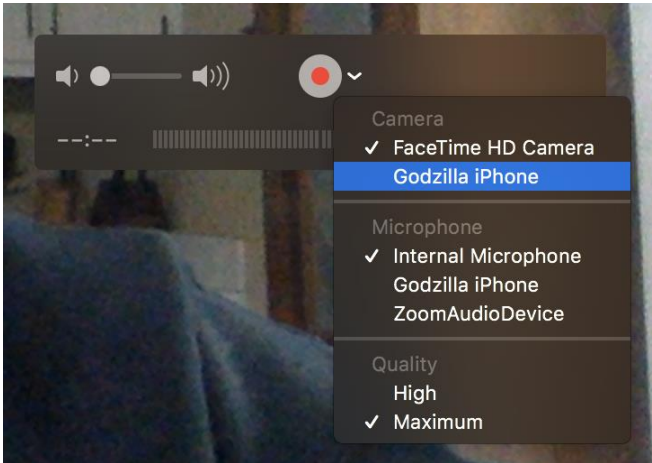 --:--
Camera
✓ FaceTime HD Camera
Godzilla iPhone
Microphone
✓ Internal Microphone
Godzilla iPhone
ZoomAudioDevice
Quality
High
✓ Maximum